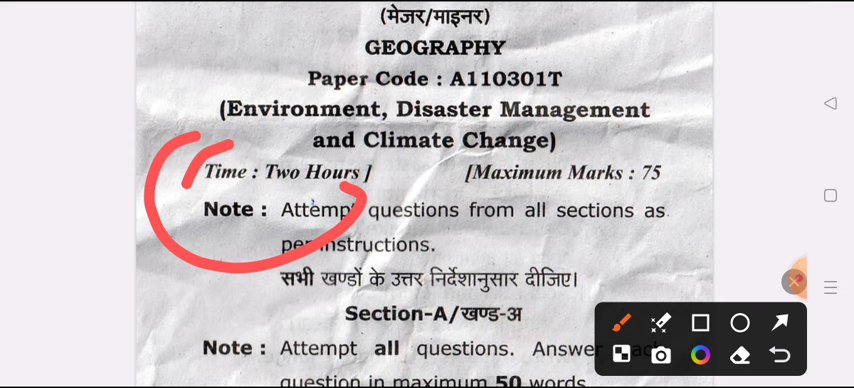 (मेजर/माइनर)
GEOGRAPHY
Paper Code : A110301T
(Environment, Disaster Management
and Climate Change)
Time : Two Hours ] [Maximum Marks : 75
Note : Attempt questions from all sections as
per instructions.
सभी खण्डों के उत्तर निर्देशानुसार दीजिए।
Section-A/खण्ड-अ
Note : Attempt all questions. Answer
question in maximum 50 words